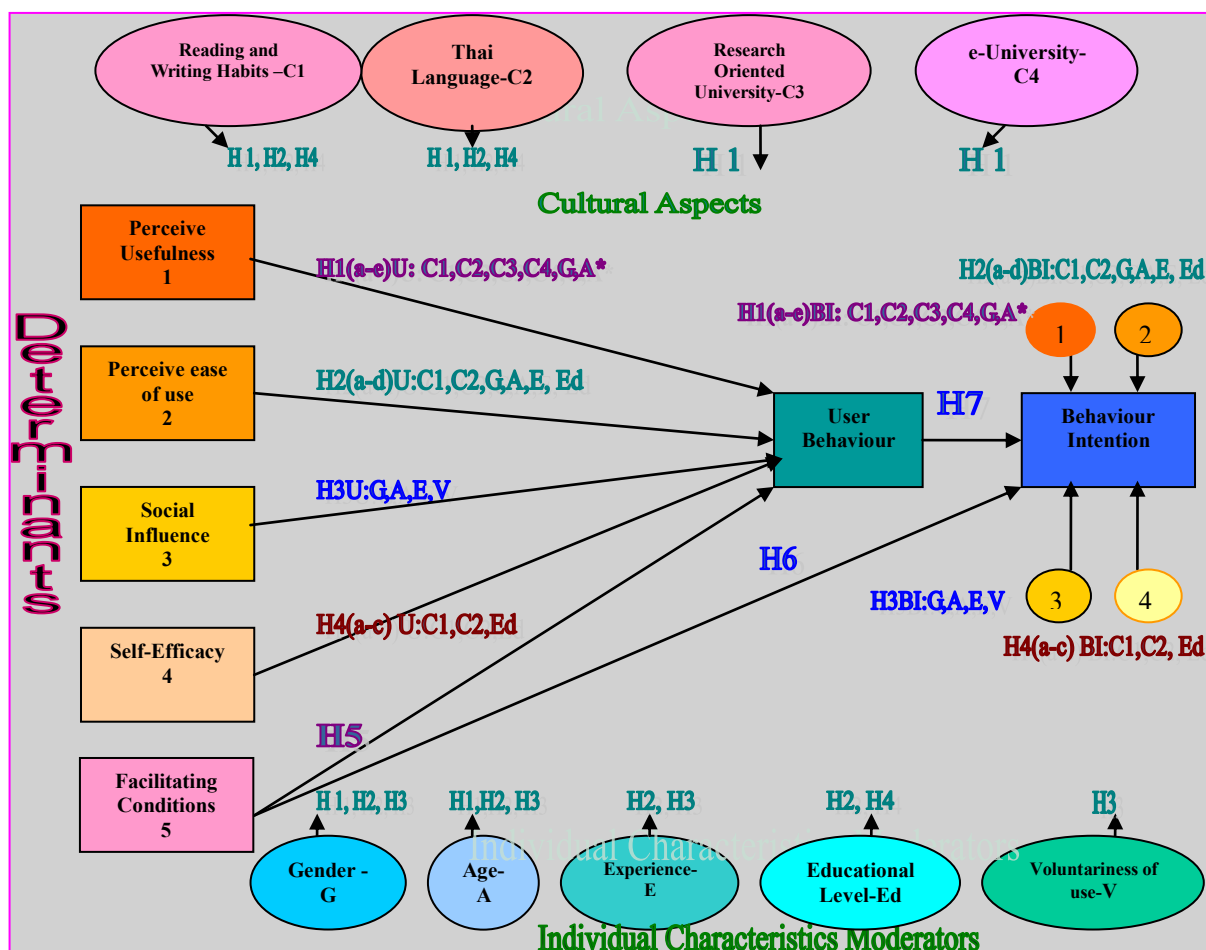 Reading and
Writing Habits –C1
Thai
Language-C2
Research
Oriented
University-C3
e-University-
C4
H 1, H2, H4
H 1, H2, H4
H 1
H 1
Cultural Aspects
Determinants
Perceive
Usefulness
1
H1(a-e)U: C1,C2,C3,C4,G,A*
H2(a-d)BI:C1,C2,G,A,E, Ed
H1(a-e)BI: C1,C2,C3,C4,G,A*
1
2
Perceive ease
of use
2
H2(a-d)U:C1,C2,G,A,E, Ed
User
Behaviour
H7
Behaviour
Intention
Social
Influence
3
H3U:G,A,E,V
H6
H3BI:G,A,E,V
3
4
H4(a-c) BI:C1,C2, Ed
Self-Efficacy
4
H4(a-c) U:C1,C2,Ed
H5
Facilitating
Conditions
5
H 1, H2, H3
H1,H2, H3
H2, H3
H2, H4
H3
Gender -
G
Age-
A
Experience-
E
Educational
Level-Ed
Voluntariness of
use-V
Individual Characteristics Moderators